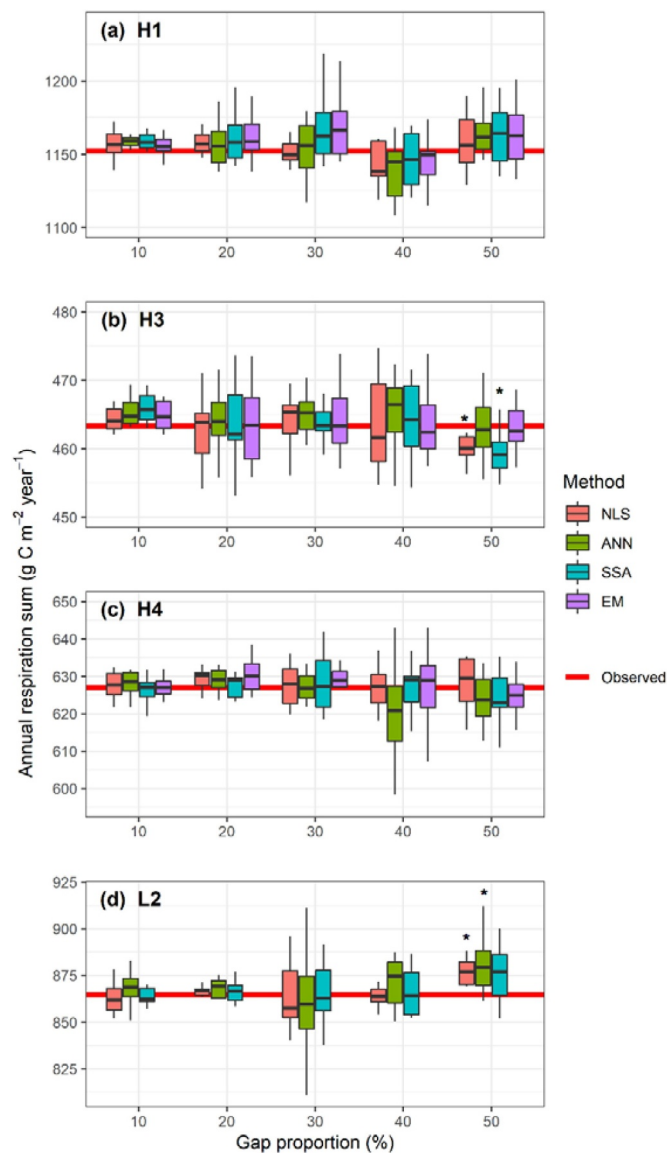 (a) H1
1200
1150
1100
10 20 30 40 50
(b) H3
480
470
460
450
* *
10 20 30 40 50
(c) H4
650
640
630
620
610
600
10 20 30 40 50
(d) L2
925
900
875
850
825
* *
10 20 30 40 50
Gap proportion (%)
Annual respiration sum (g C m⁻² year⁻¹)
Method
NLS
ANN
SSA
EM
Observed